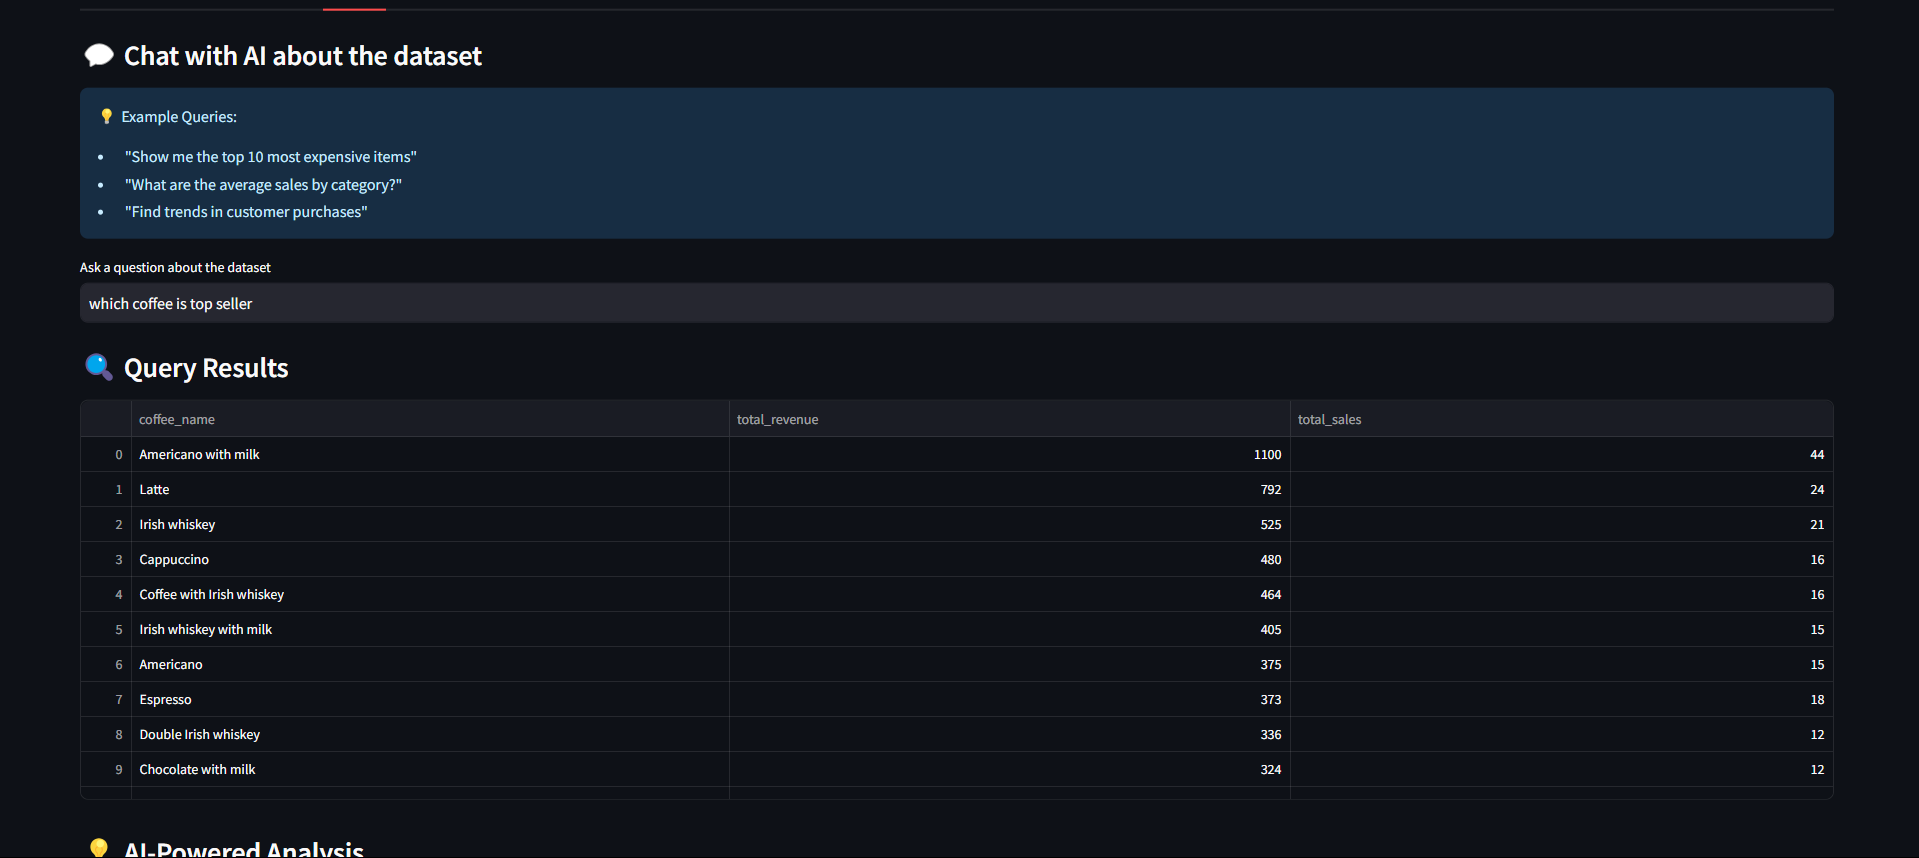 Chat with AI about the dataset
Example Queries:
"Show me the top 10 most expensive items"
"What are the average sales by category?"
"Find trends in customer purchases"
Ask a question about the dataset
which coffee is top seller
Query Results
coffee_name total_revenue total_sales
0 Americano with milk 1100 44
1 Latte 792 24
2 Irish whiskey 525 21
3 Cappuccino 480 16
4 Coffee with Irish whiskey 464 16
5 Irish whiskey with milk 405 15
6 Americano 375 15
7 Espresso 373 18
8 Double Irish whiskey 336 12
9 Chocolate with milk 324 12
AI-Powered Analysis